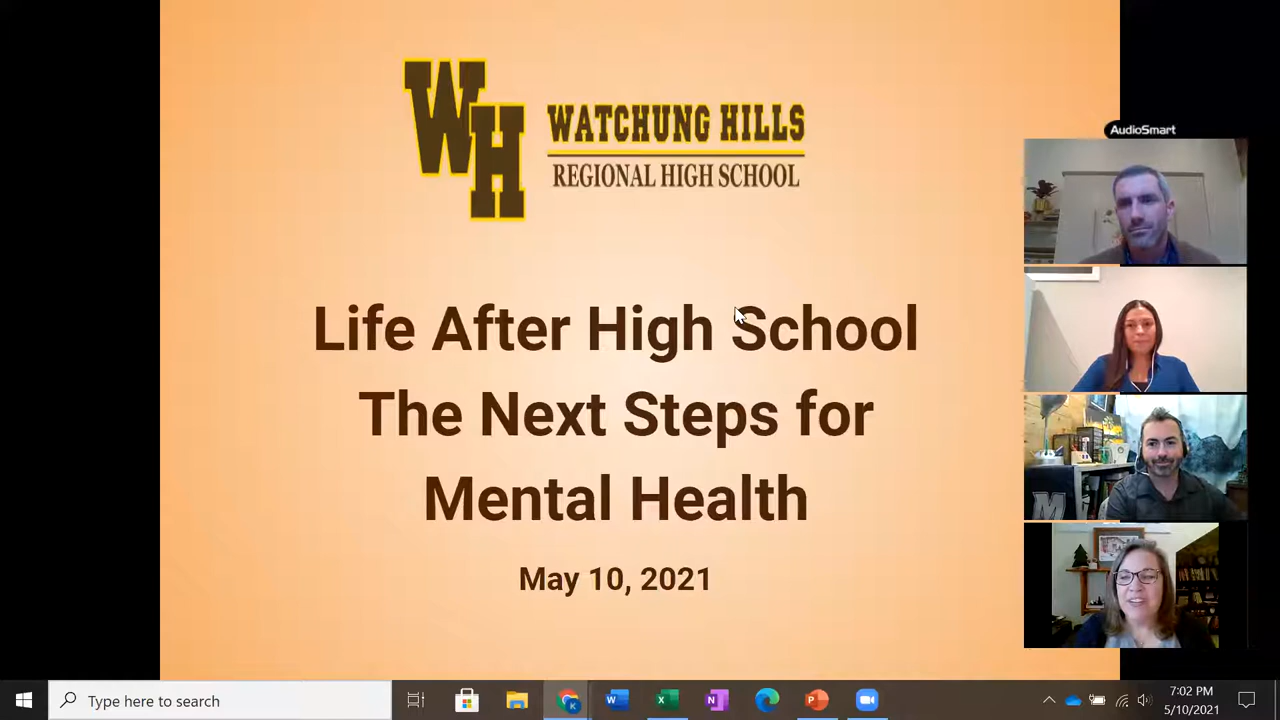 WH
WATCHUNG HILLS
REGIONAL HIGH SCHOOL
AudioSmart
Life After High School
The Next Steps for
Mental Health
May 10, 2021
M
Type here to search
7:02 PM
5/10/2021